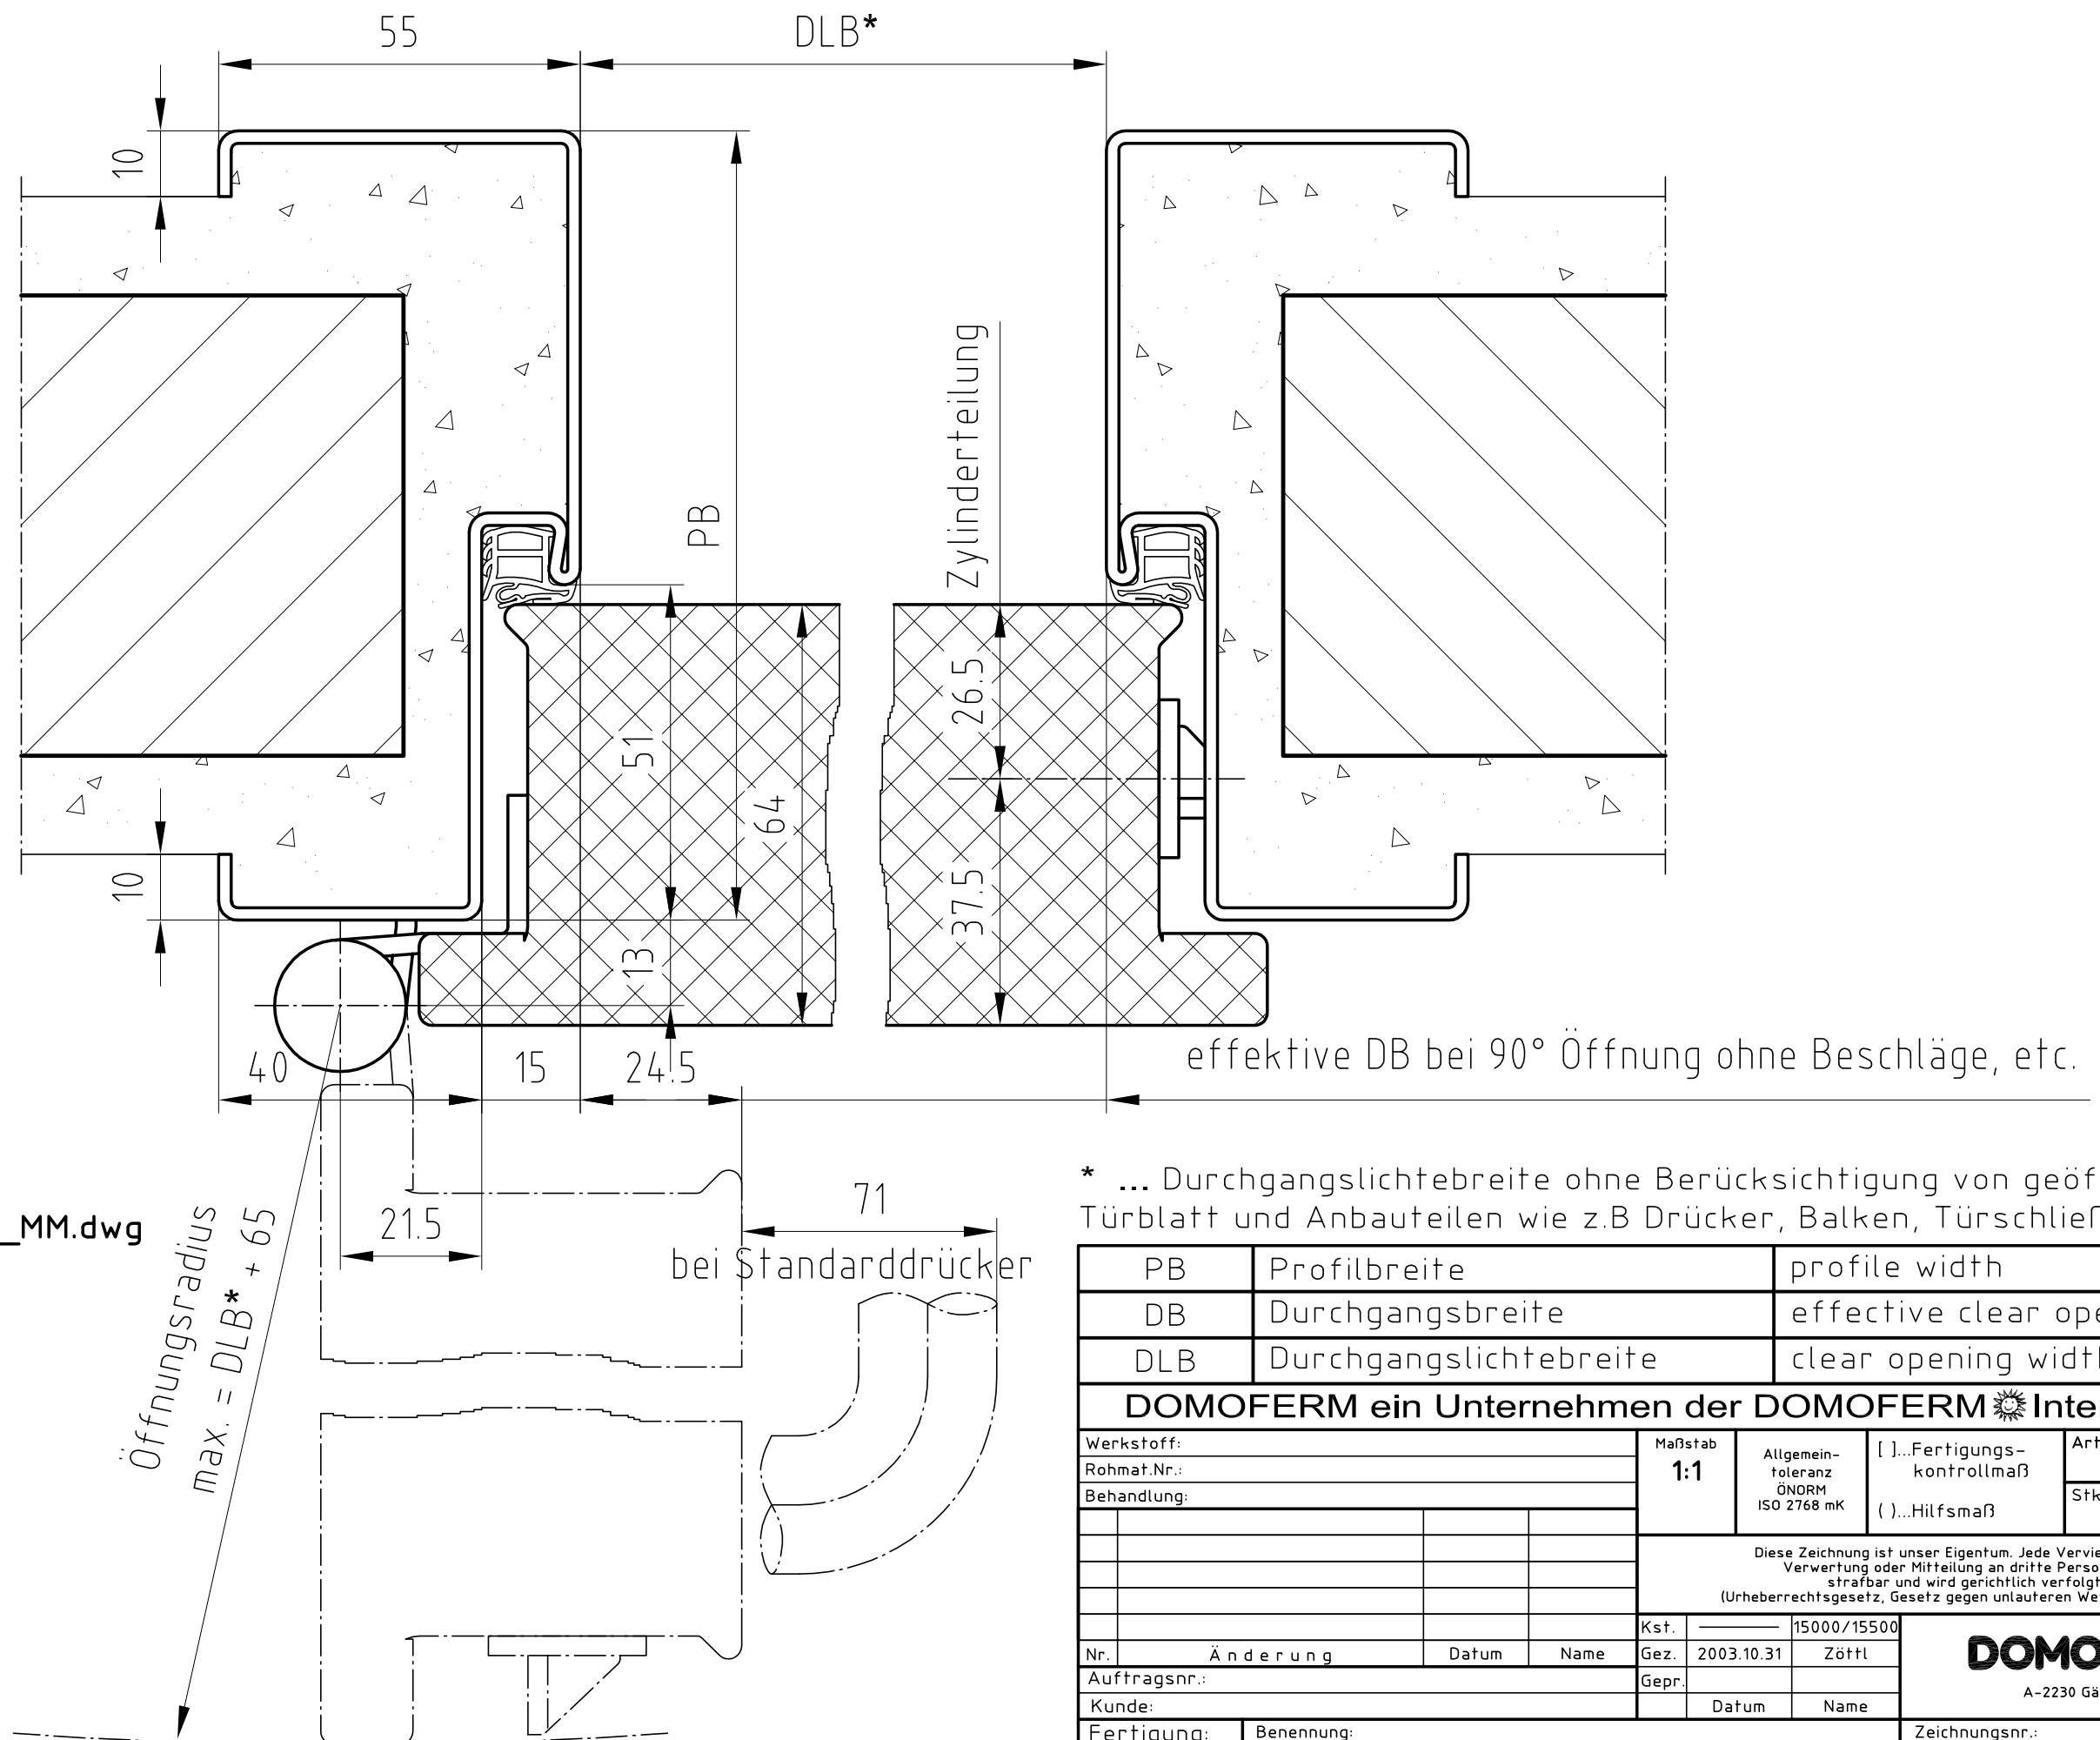 55
DLB*
10
PB
Zylinderteilung
26.5
51
64
37.5
10
13
40
15
24.5
effektive DB bei 90° Öffnung ohne Beschläge, etc.
_MM.dwg
Öffnungsradius
max. = DLB* + 65
21.5
71
bei Standarddrücker
* ... Durchgangslichtebreite ohne Berücksichtigung von geöf
Türblatt und Anbauteilen wie z.B Drücker, Balken, Türschlie
PB Profilbreite profile width
DB Durchgangsbreite effective clear ope
DLB Durchgangslichtebreite clear opening widt
DOMOFERM ein Unternehmen der DOMOFERM Inte
Werkstoff:
Rohmat.Nr.:
Behandlung:
Maßstab
1:1
Allgemein-
toleranz
ÖNORM
ISO 2768 mK
[ ]...Fertigungs-
kontrollmaß
( )...Hilfsmaß
Art
Stk
Diese Zeichnung ist unser Eigentum. Jede Vervie
Verwertung oder Mitteilung an dritte Perso
strafbar und wird gerichtlich verfolgt
(Urheberrechtsgesetz, Gesetz gegen unlauteren We
Kst. 15000/15500
Nr. Änderung Datum Name
Gez. 2003.10.31 Zöttl
Gepr.
Datum Name
Auftragsnr.:
Kunde:
DOMO
A-2230 Gä
Fertigung:
Benennung:
Zeichnungsnr.: